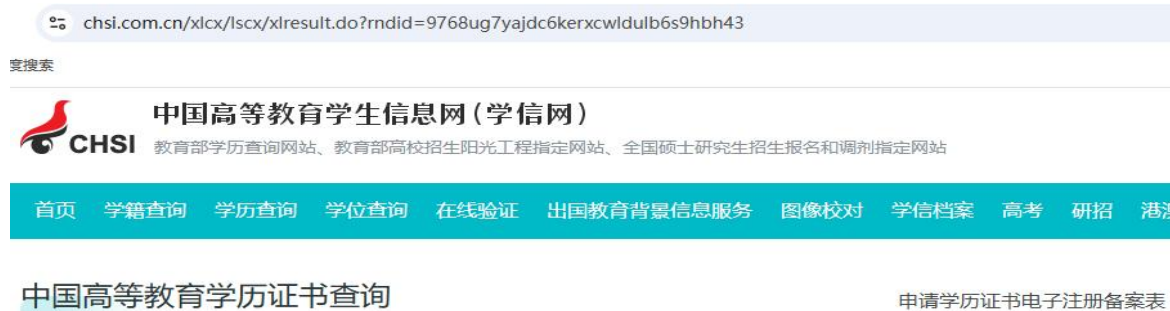 chsi.com.cn/xlcx/lscx/xlresult.do?rndid=9768ug7yajdc6kerxcwldulb6s9hbh43
度搜索
中国高等教育学生信息网(学信网)
CHSI 教育部学历查询网站、教育部高校招生阳光工程指定网站、全国硕士研究生招生报名和调剂指定网站
首页 学籍查询 学历查询 学位查询 在线验证 出国教育背景信息服务 图像校对 学信档案 高考 研招 港澳
中国高等教育学历证书查询 申请学历证书电子注册备案表